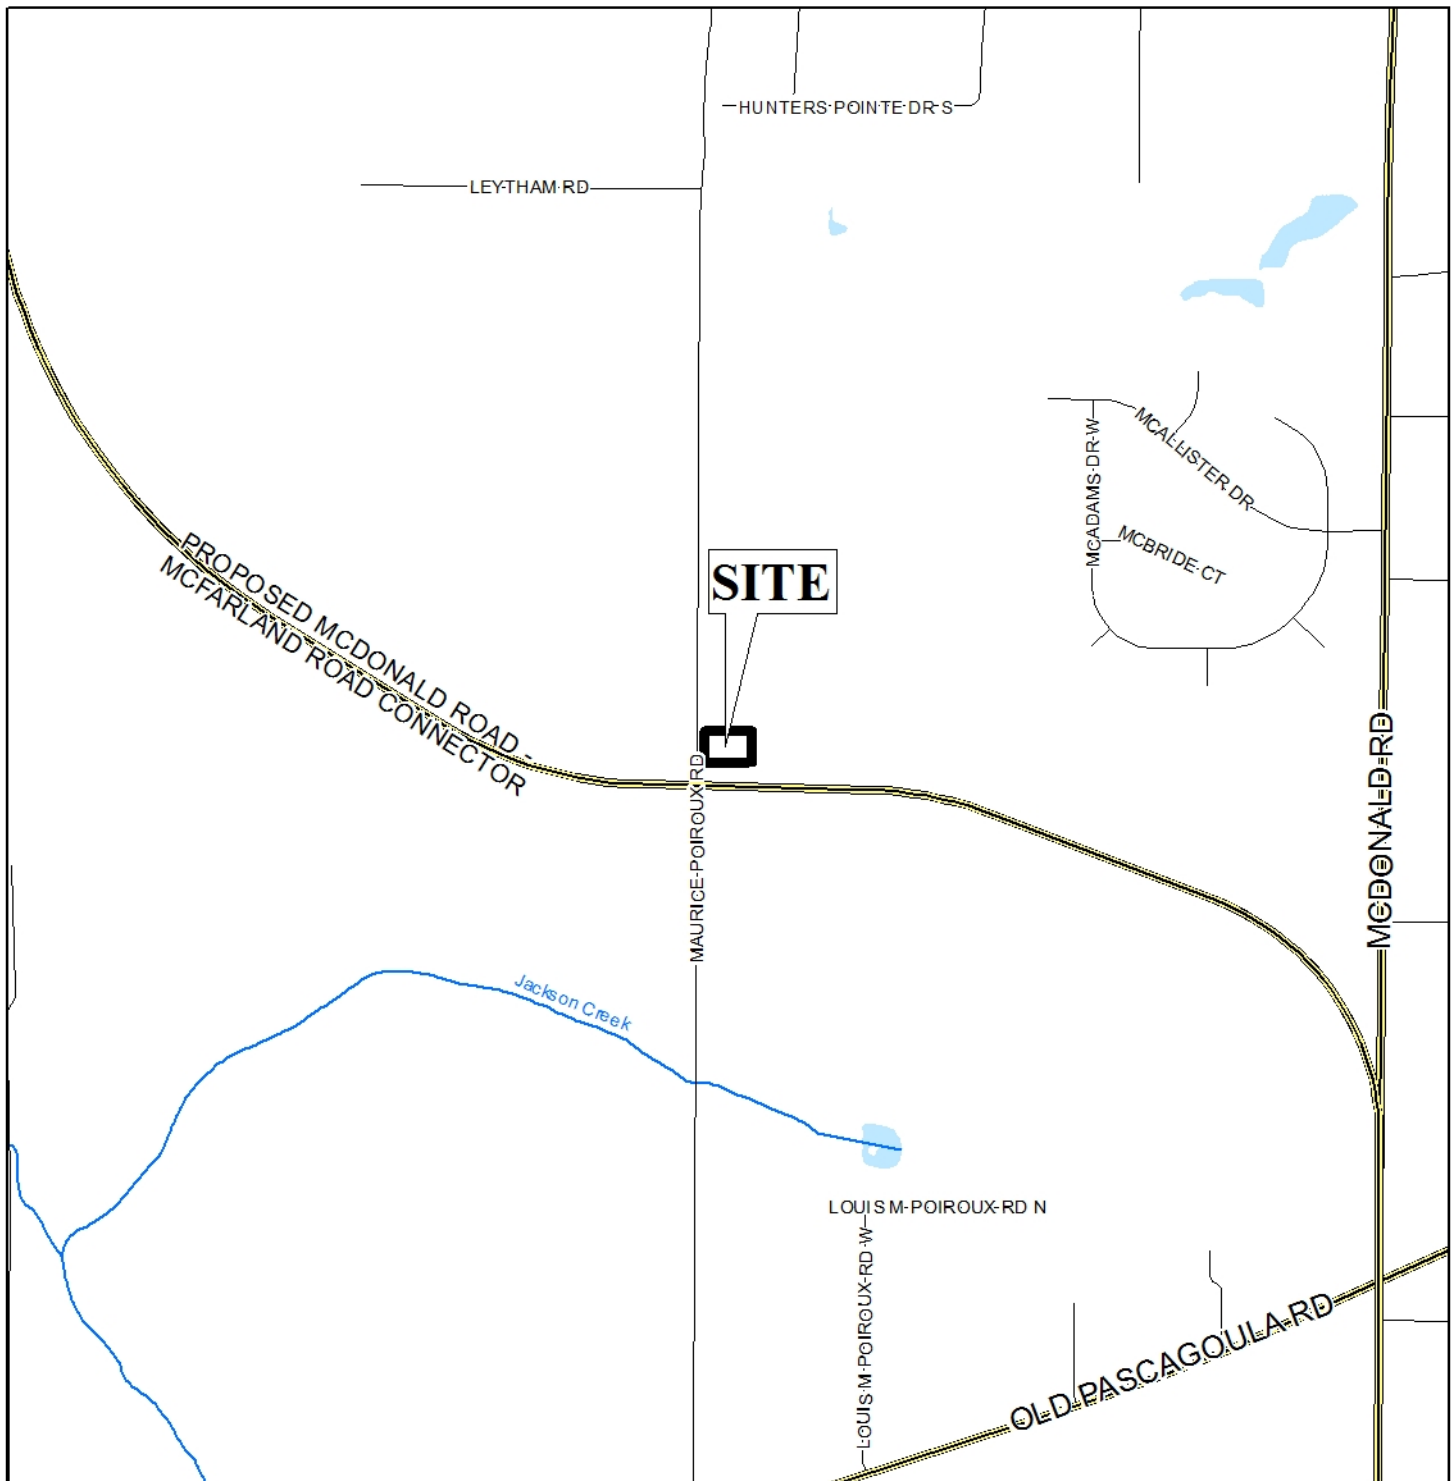 HUNTERS POINTE DR S
LEYTHAM RD
MCALLISTER DR
MCADAMS DR W
MCBRIDE CT
SITE
PROPOSED MCDONALD ROAD -
MCFARLAND ROAD CONNECTOR
MCDONALD RD
MAURICE POIROUX RD
Jackson Creek
LOUIS M POIROUX RD N
LOUIS M POIROUX RD W
OLD PASCAGOULA RD